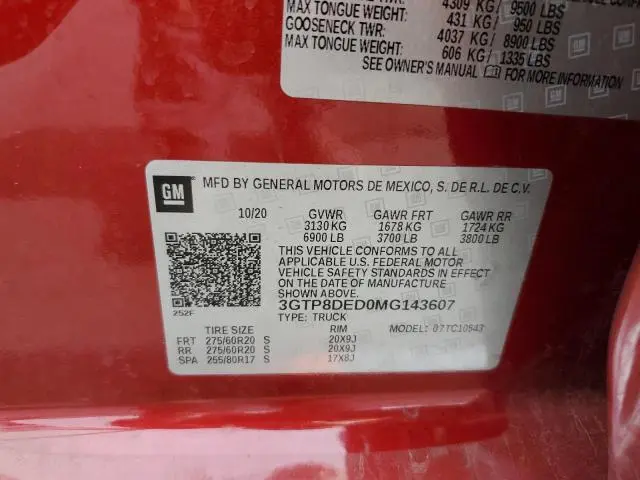 4309 KG / 9500 LBS
MAX TONGUE WEIGHT:
431 KG / 950 LBS
GOOSENECK TWR:
4037 KG / 8900 LBS
MAX TONGUE WEIGHT:
606 KG / 1335 LBS
SEE OWNER'S MANUAL FOR MORE INFORMATION
GM
MFD BY GENERAL MOTORS DE MEXICO, S. DE R.L. DE C.V.
10/20 GVWR GAWR FRT GAWR RR
3130 KG 1678 KG 1724 KG
6900 LB 3700 LB 3800 LB
THIS VEHICLE CONFORMS TO ALL
APPLICABLE U.S. FEDERAL MOTOR
VEHICLE SAFETY STANDARDS IN EFFECT
ON THE DATE OF MANUFACTURE
SHOWN ABOVE.
252F
3GTP8DED0MG143607
TYPE: TRUCK
MODEL: 07TC10543
TIRE SIZE RIM
FRT 275/60R20 S 20X9J
RR 275/60R20 S 20X9J
SPA 255/80R17 S 17X8J